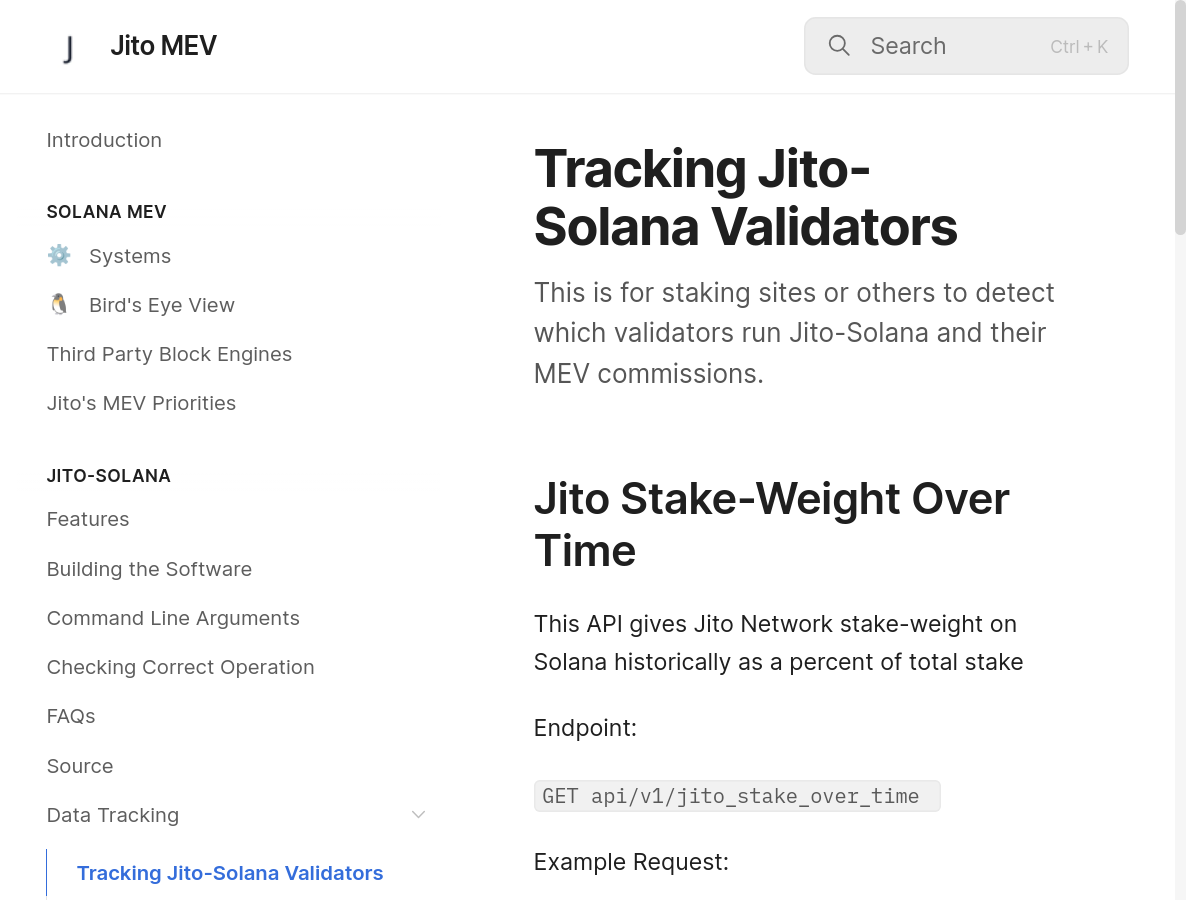 J Jito MEV
Search Ctrl + K
Introduction
SOLANA MEV
Systems
Bird's Eye View
Third Party Block Engines
Jito's MEV Priorities
JITO-SOLANA
Features
Building the Software
Command Line Arguments
Checking Correct Operation
FAQs
Source
Data Tracking
Tracking Jito-Solana Validators
Tracking Jito-
Solana Validators
This is for staking sites or others to detect
which validators run Jito-Solana and their
MEV commissions.
Jito Stake-Weight Over
Time
This API gives Jito Network stake-weight on
Solana historically as a percent of total stake
Endpoint:
GET api/v1/jito_stake_over_time
Example Request: